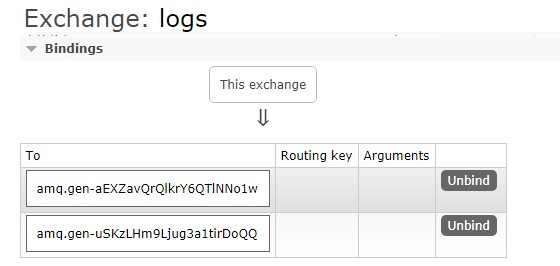 Exchange: logs
Bindings
This exchange
⇓
To Routing key Arguments
amq.gen-aEXZavQrQlkrY6QTlNNo1w Unbind
amq.gen-uSKzLHm9Ljug3a1tirDoQQ Unbind